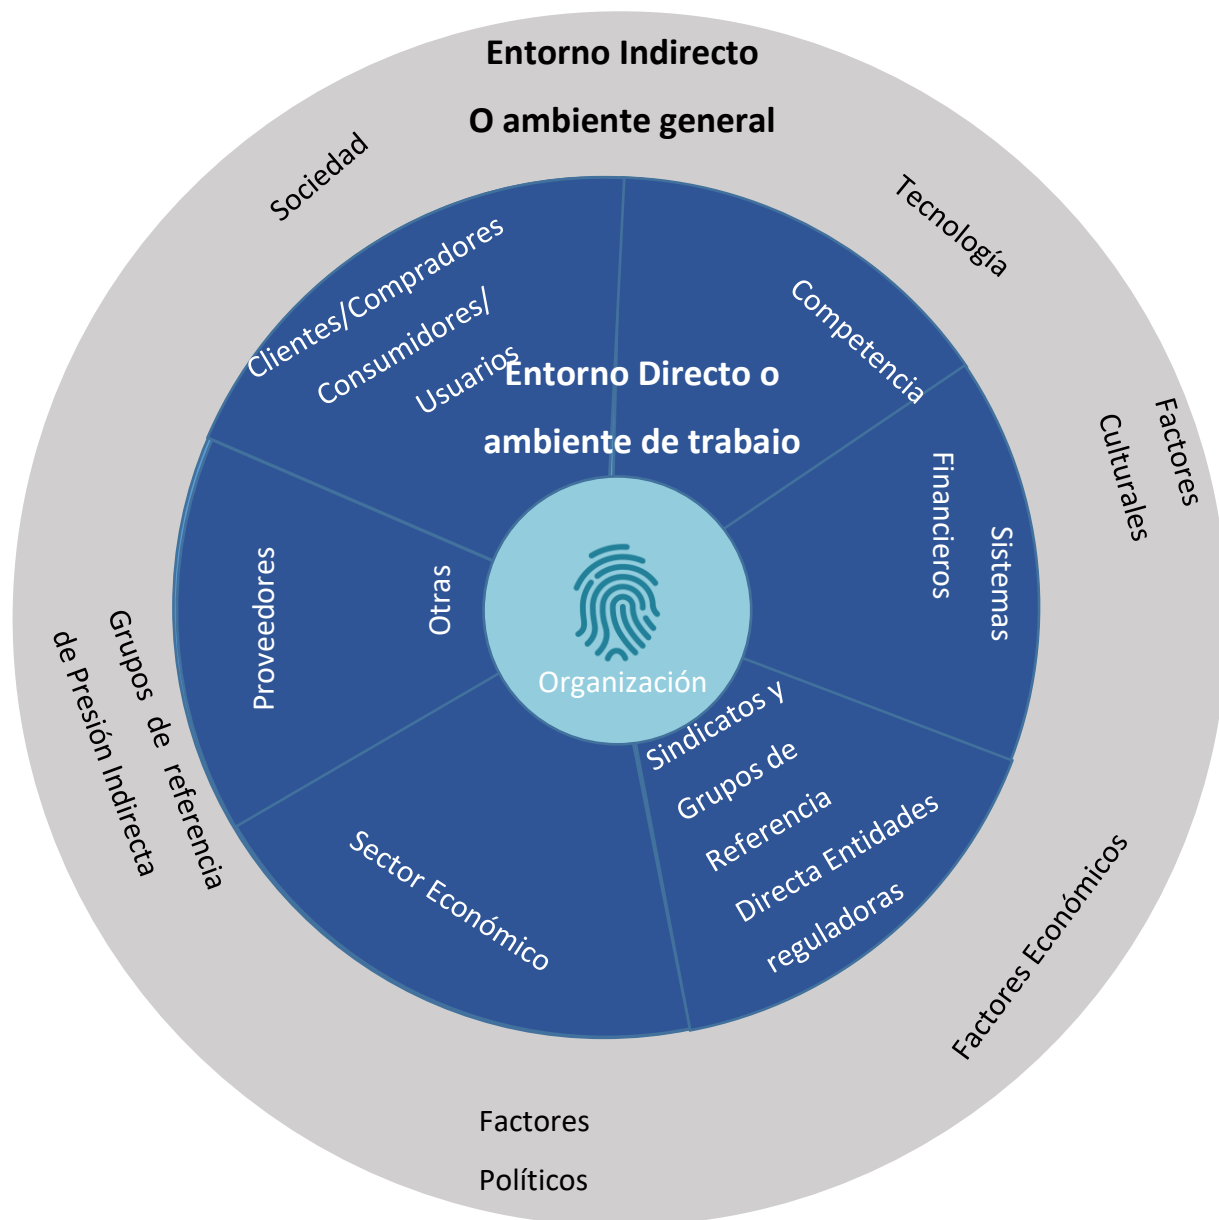 Entorno Indirecto
O ambiente general
Sociedad
Tecnología
Clientes/Compradores
Consumidores/
Usuarios
Competencia
Entorno Directo o
ambiente de trabajo
Factores
Culturales
Sistemas
Financieros
Proveedores
Otras
Organización
Grupos de referencia
de Presión Indirecta
Sindicatos y
Grupos de
Referencia
Directa Entidades
reguladoras
Sector Económico
Factores Económicos
Factores
Políticos